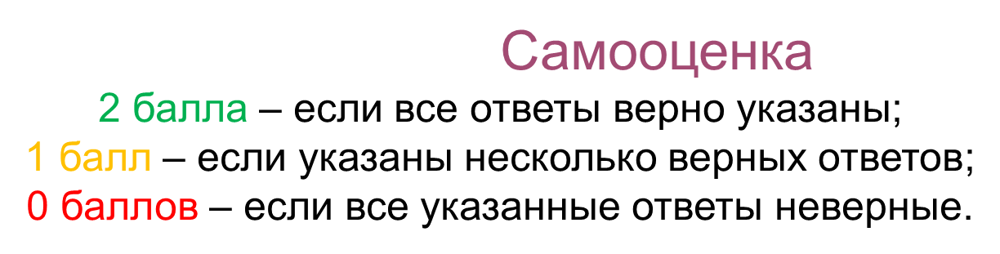 Самооценка
2 балла – если все ответы верно указаны;
1 балл – если указаны несколько верных ответов;
0 баллов – если все указанные ответы неверные.